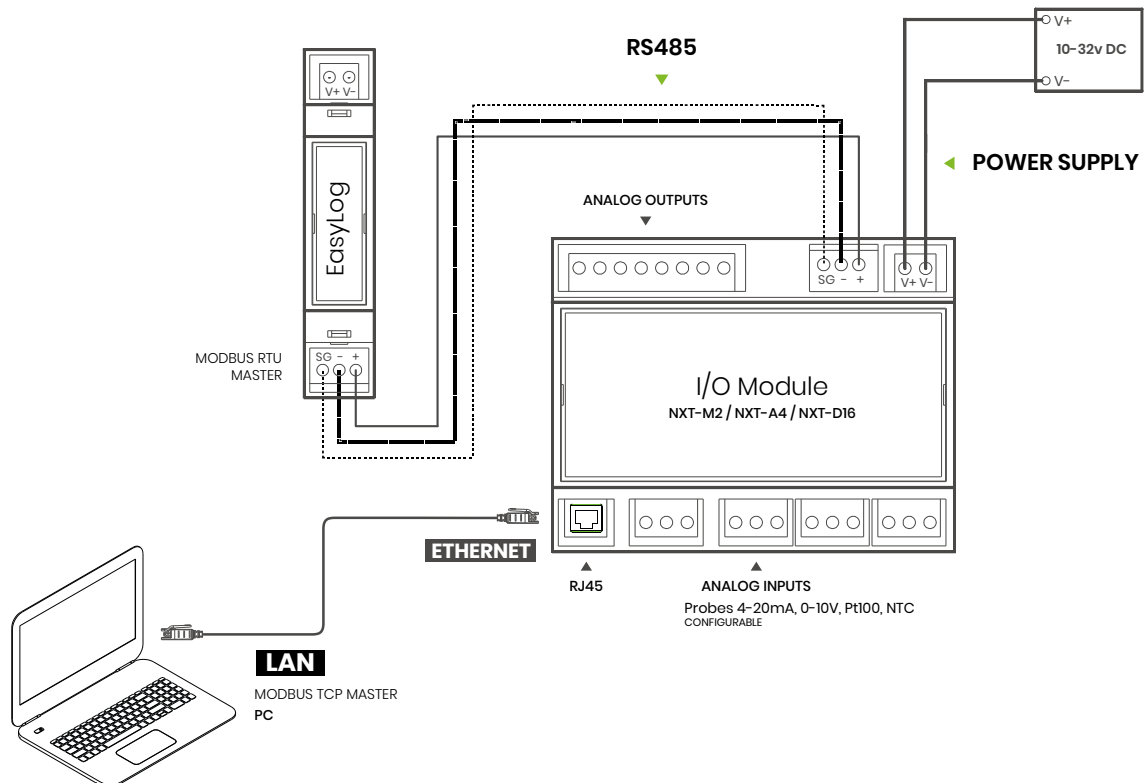 V+
10-32v DC
V-
RS485
POWER SUPPLY
V+ V-
EasyLog
ANALOG OUTPUTS
SG - +
V+ V-
MODBUS RTU
MASTER
SG - +
I/O Module
NXT-M2 / NXT-A4 / NXT-D16
ETHERNET
RJ45
ANALOG INPUTS
Probes 4-20mA, 0-10V, Pt100, NTC
CONFIGURABLE
LAN
MODBUS TCP MASTER
PC